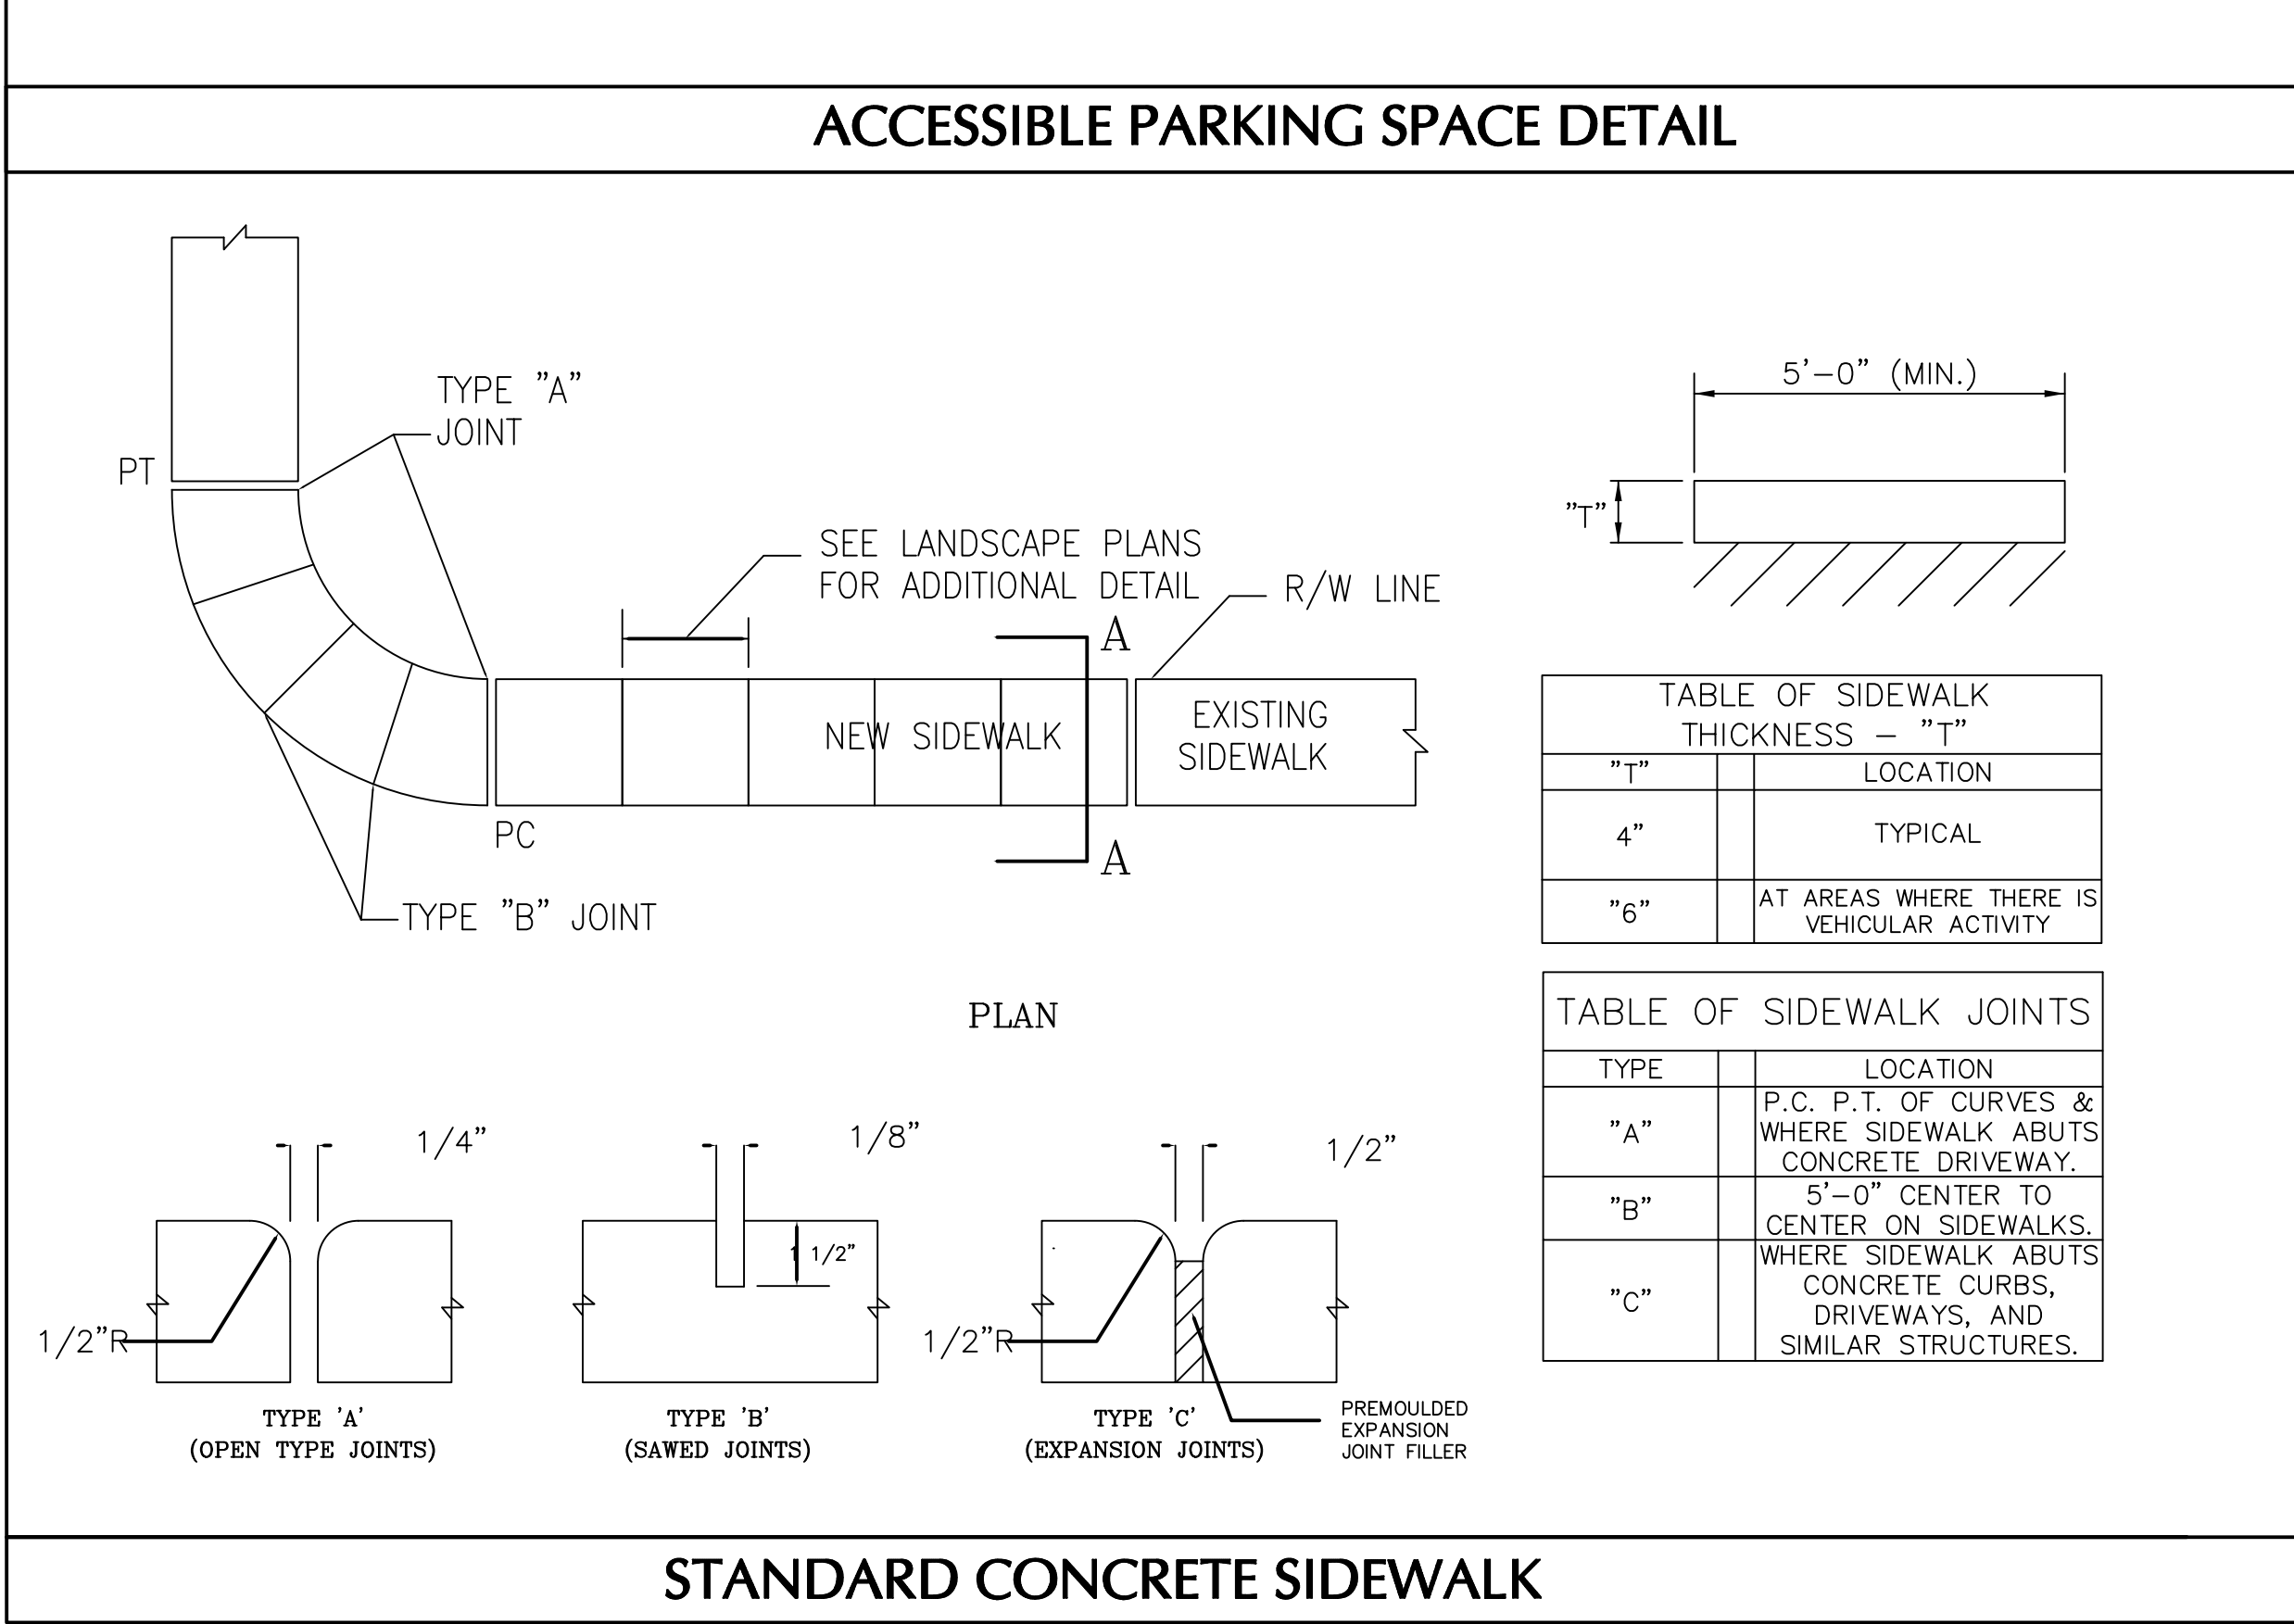 ACCESSIBLE PARKING SPACE DETAIL
TYPE "A"
JOINT
PT
SEE LANDSCAPE PLANS
FOR ADDITIONAL DETAIL
R/W LINE
A
NEW SIDEWALK
EXISTING
SIDEWALK
PC
A
TYPE "B" JOINT
PLAN
5'-0" (MIN.)
"T"
TABLE OF SIDEWALK
THICKNESS - "T"
"T" LOCATION
4" TYPICAL
"6" AT AREAS WHERE THERE IS
VEHICULAR ACTIVITY
TABLE OF SIDEWALK JOINTS
TYPE LOCATION
"A" P.C. P.T. OF CURVES &
WHERE SIDEWALK ABUTS
CONCRETE DRIVEWAY.
"B" 5'-0" CENTER TO
CENTER ON SIDEWALKS.
"C" WHERE SIDEWALK ABUTS
CONCRETE CURBS,
DRIVEWAYS, AND
SIMILAR STRUCTURES.
1/4"
1/2"R
TYPE 'A'
(OPEN TYPE JOINTS)
1/8"
1 1/2"
TYPE 'B'
(SAWED JOINTS)
1/2"
1/2"R
TYPE 'C'
(EXPANSION JOINTS)
PREMOULDED
EXPANSION
JOINT FILLER
STANDARD CONCRETE SIDEWALK